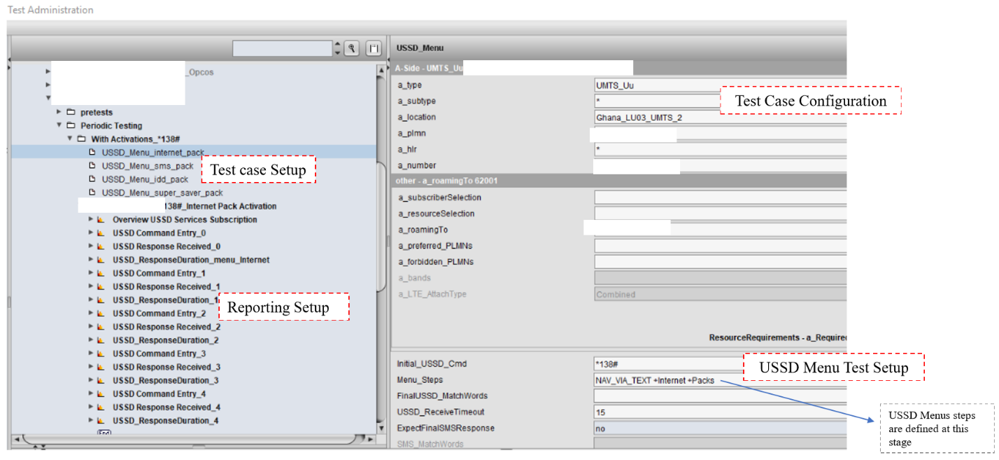 Test Administration
USSD_Menu
_Opcos
A-Side - UMTS_Uu
a_type
UMTS_Uu
Test Case Configuration
a_subtype
*
pretests
a_location
Ghana_LU03_UMTS_2
Periodic Testing
a_plmn
With Activations_*138#
a_hlr
*
USSD_Menu_internet_pack
a_number
USSD_Menu_sms_pack
Test case Setup
USSD_Menu_idd_pack
other - a_roamingTo 62001
USSD_Menu_super_saver_pack
a_subscriberSelection
138#_Internet Pack Activation
a_resourceSelection
Overview USSD Services Subscription
a_roamingTo
USSD Command Entry_0
a_preferred_PLMNs
USSD Response Received_0
a_forbidden_PLMNs
USSD_ResponseDuration_menu_Internet
a_bands
USSD Command Entry_1
a_LTE_AttachType
Combined
USSD Response Received_1
USSD_ResponseDuration_1
Reporting Setup
USSD Command Entry_2
USSD Response Received_2
ResourceRequirements - a_Required
USSD_ResponseDuration_2
USSD Command Entry_3
Initial_USSD_Cmd
*138#
USSD Menu Test Setup
USSD Response Received_3
Menu_Steps
NAV_VIA_TEXT +Internet +Packs
USSD_ResponseDuration_3
FinalUSSD_MatchWords
USSD Command Entry_4
USSD_ReceiveTimeout
15
USSD Response Received_4
ExpectFinalSMSResponse
no
USSD_ResponseDuration_4
SMS_MatchWords
[End]
USSD Menus steps
are defined at this
stage